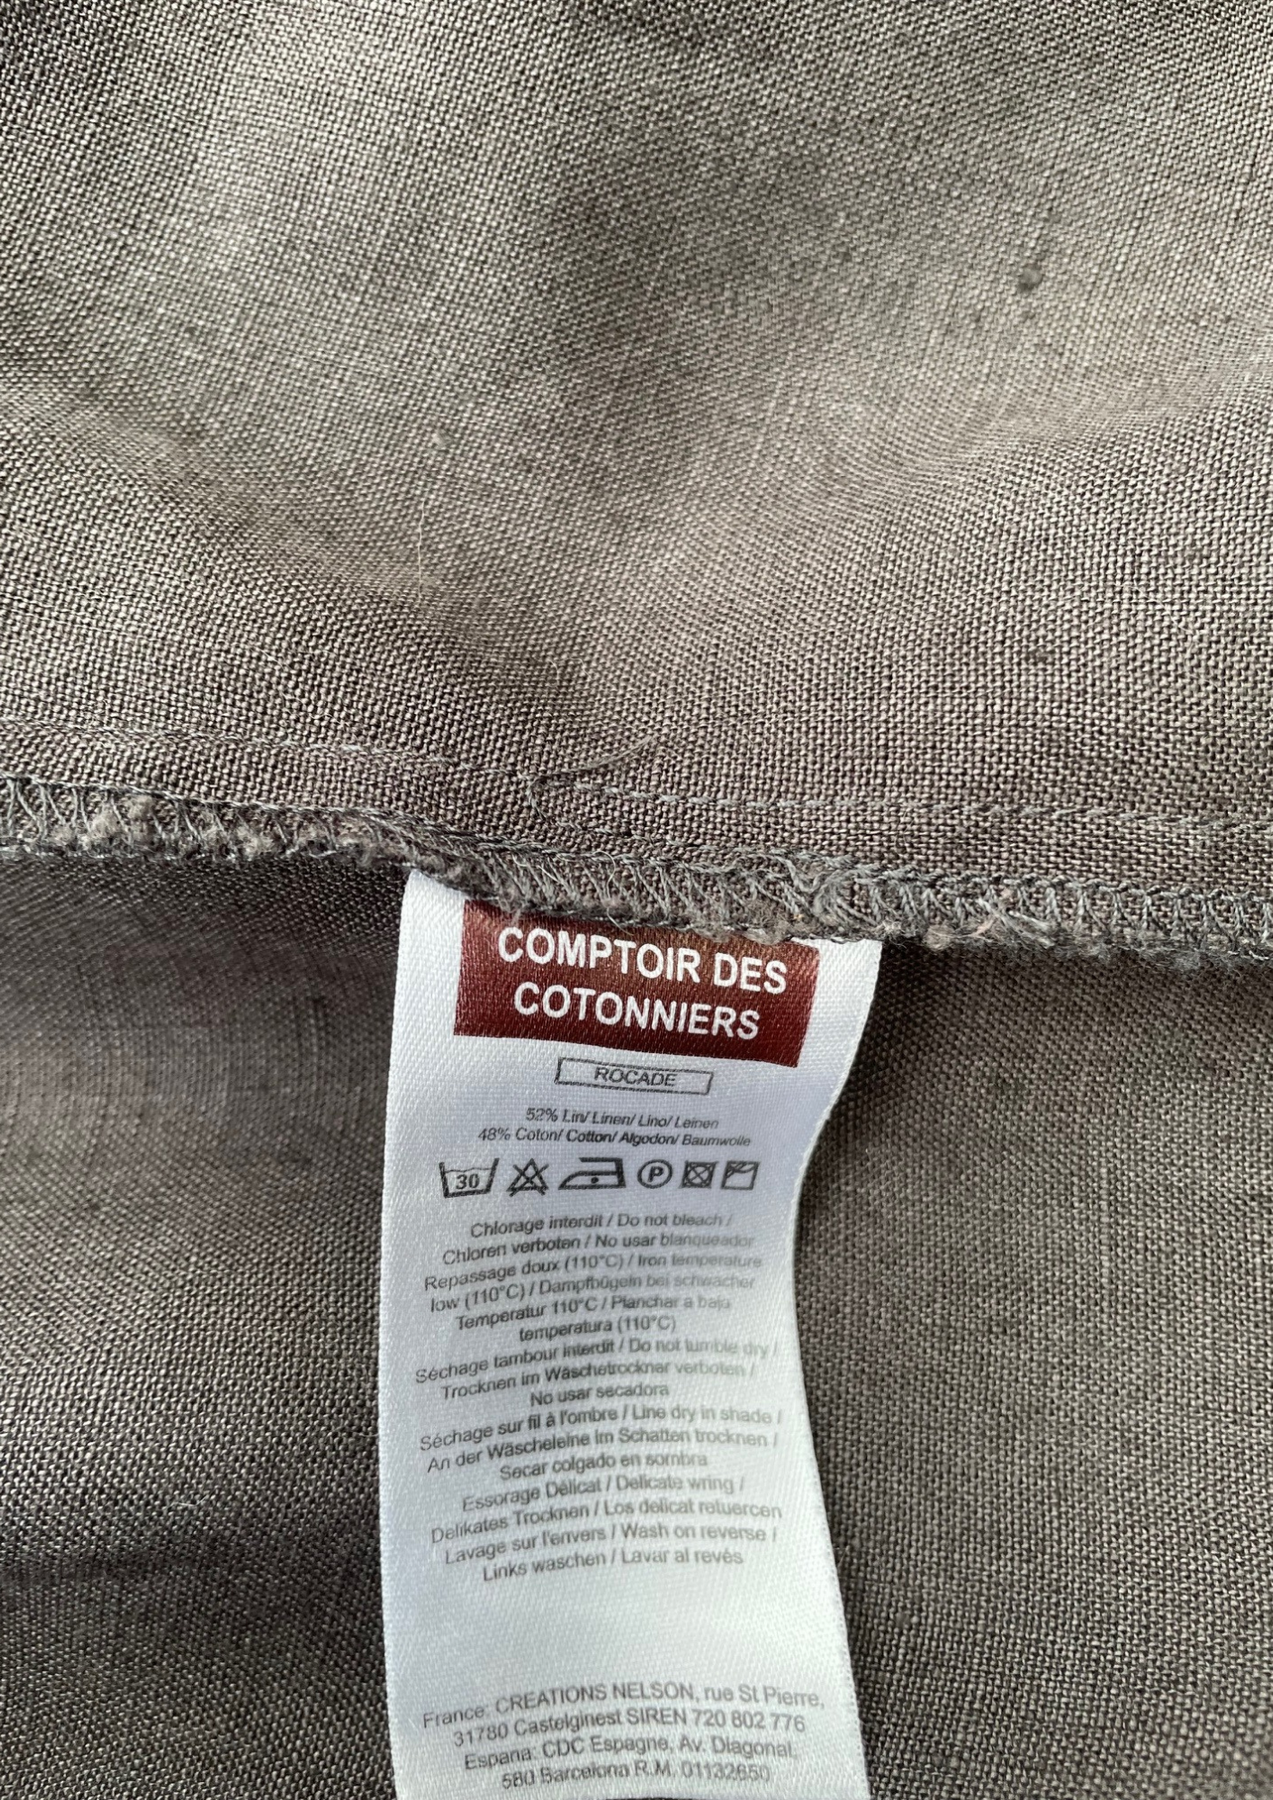 COMPTOIR DES
COTONNIERS
ROCADE
52% Lin/ Linen/ Lino/ Leinen
48% Coton/ Cotton/ Algodon/ Baumwolle
30 P
Chlorage interdit / Do not bleach /
Chloren verboten / No usar blanqueador
Repassage doux (110°C) / Iron temperature
low (110°C) / Dampfbügeln bei schwacher
Temperatur 110°C / Planchar a baja
temperatura (110°C)
Séchage tambour interdit / Do not tumble dry /
Trocknen im Wäschetrockner verboten /
No usar secadora
Séchage sur fil à l'ombre / Line dry in shade /
An der Wäscheleine im Schatten trocknen /
Secar colgado en sombra
Essorage Délicat / Delicate wring /
Delikates Trocknen / Los delicat retuercen
Lavage sur l'envers / Wash on reverse /
Links waschen / Lavar al revés
France: CREATIONS NELSON, rue St Pierre,
31780 Castelginest SIREN 720 802 776
Espana: CDC Espagne, Av. Diagonal,
580 Barcelona R.M. 01132650